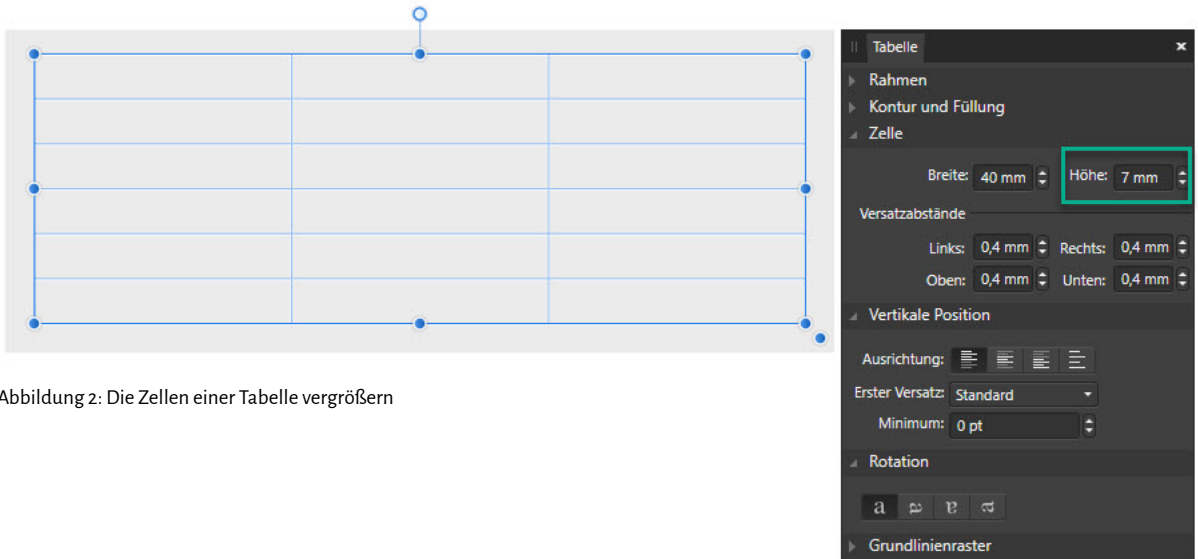 Tabelle
Rahmen
Kontur und Füllung
Zelle
Breite: 40 mm Höhe: 7 mm
Versatzabstände
Links: 0,4 mm Rechts: 0,4 mm
Oben: 0,4 mm Unten: 0,4 mm
Vertikale Position
Ausrichtung:
Erster Versatz: Standard
Minimum: 0 pt
Rotation
a a a a
Grundlinienraster
Abbildung 2: Die Zellen einer Tabelle vergrößern